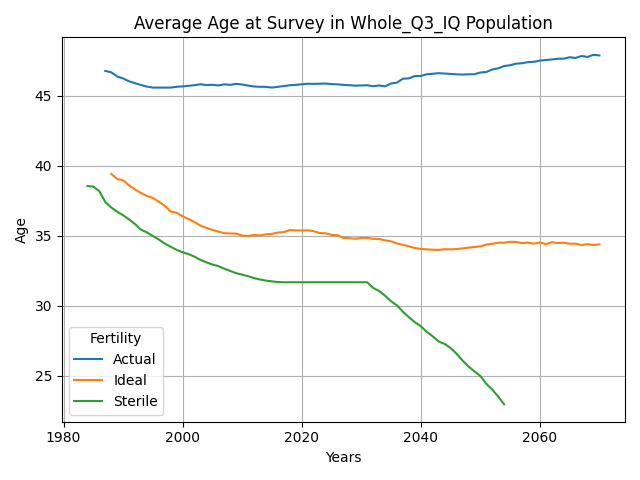 Average Age at Survey in Whole_Q3_IQ Population
Age
45
40
35
30
25
Fertility
Actual
Ideal
Sterile
1980
2000
2020
2040
2060
Years